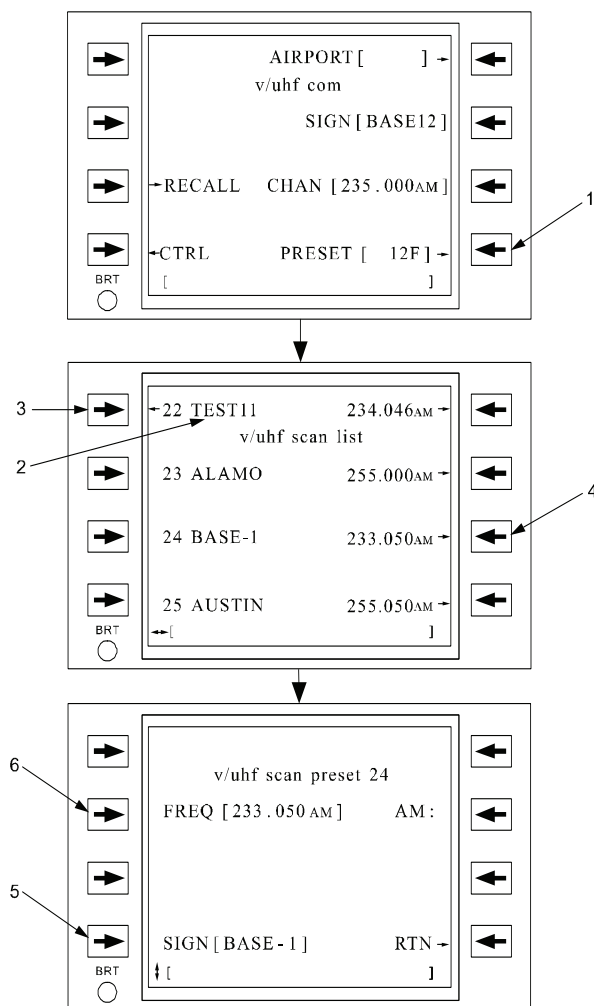 AIRPORT [ ]
v/uhf com
SIGN [BASE12]
RECALL CHAN [235.000AM]
1
CTRL PRESET [ 12F]
BRT
[ ]
3
22 TEST11 234.046AM
2
v/uhf scan list
23 ALAMO 255.000AM
4
24 BASE-1 233.050AM
25 AUSTIN 255.050AM
BRT
[ ]
6
v/uhf scan preset 24
FREQ [233.050 AM] AM:
5
SIGN [BASE-1] RTN
BRT
[ ]